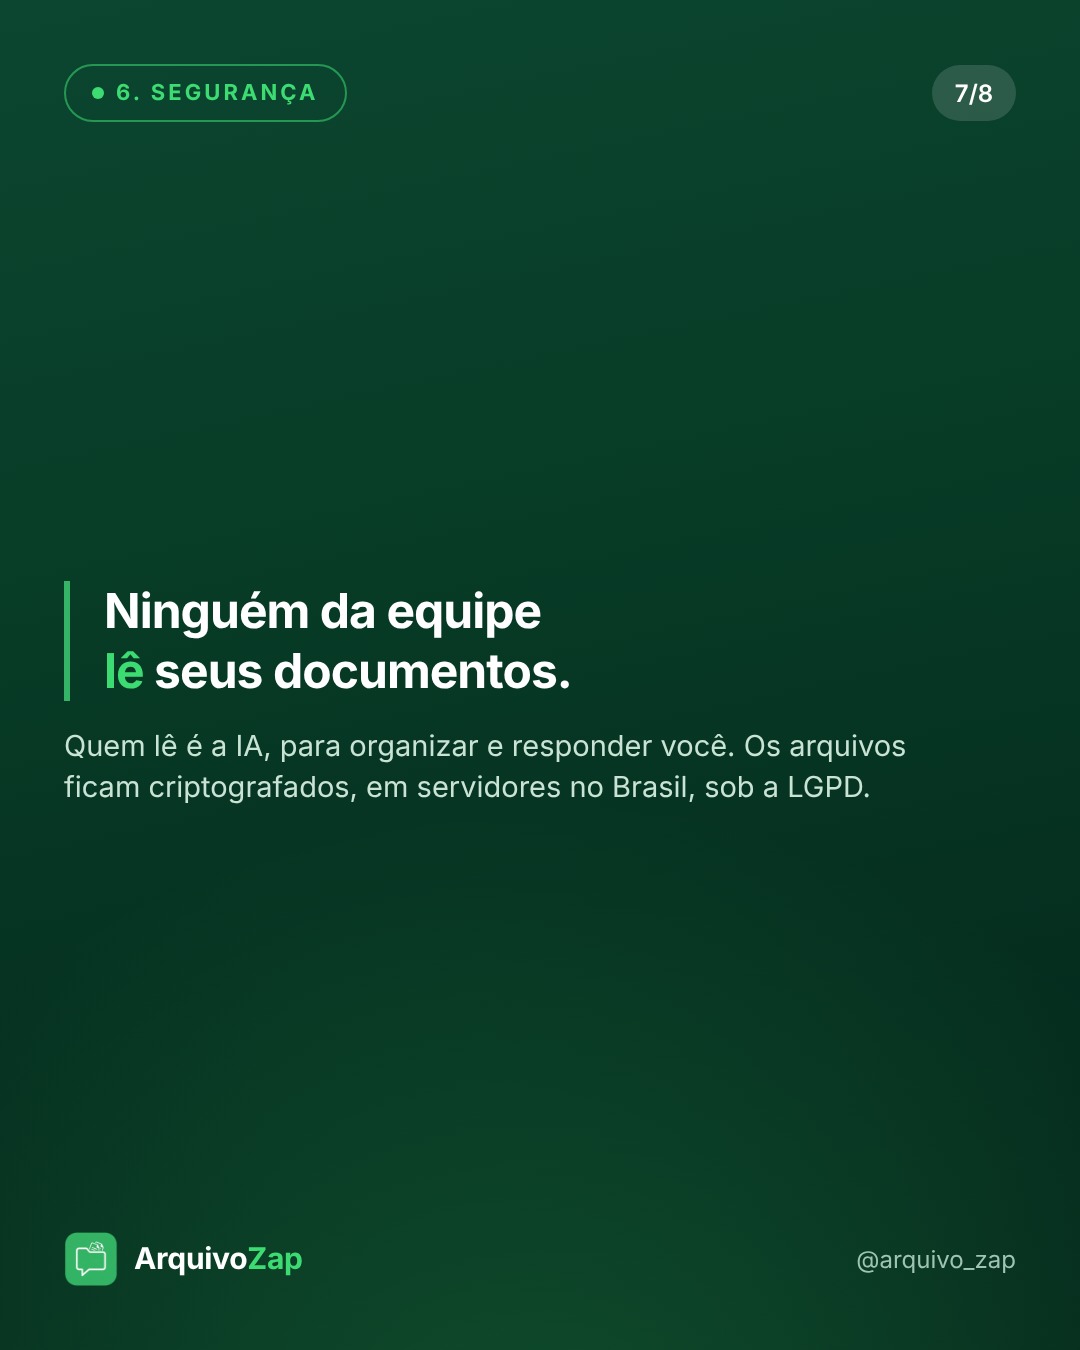 6. SEGURANÇA
7/8
Ninguém da equipe
lê seus documentos.
Quem lê é a IA, para organizar e responder você. Os arquivos
ficam criptografados, em servidores no Brasil, sob a LGPD.
ArquivoZap
@arquivo_zap